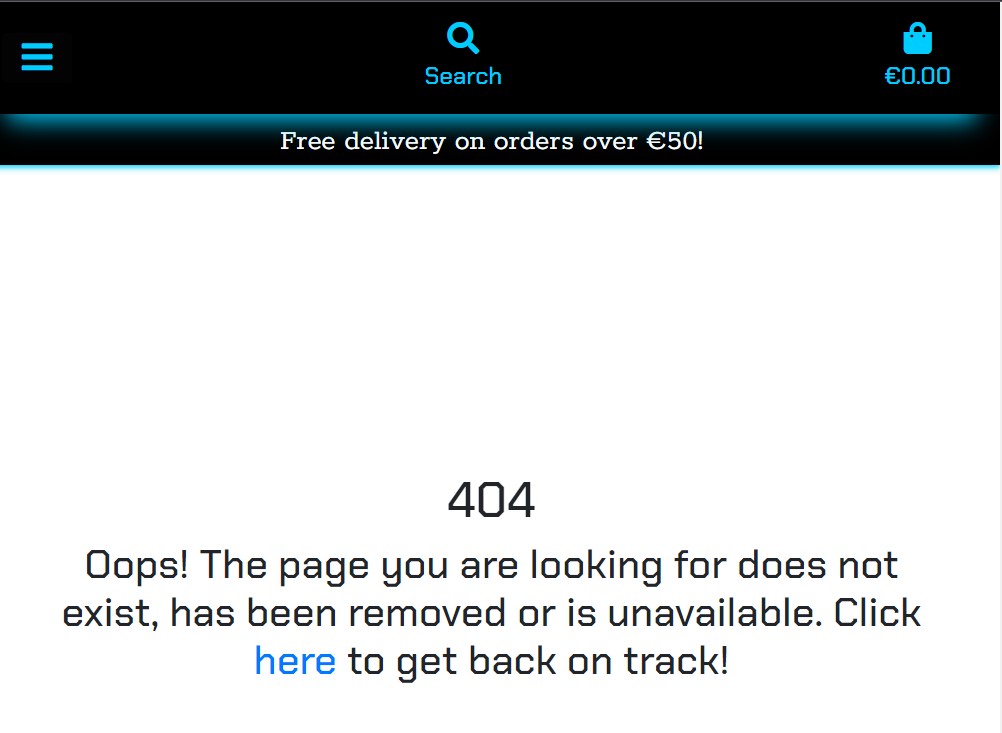 Search
€0.00
Free delivery on orders over €50!
404
Oops! The page you are looking for does not
exist, has been removed or is unavailable. Click
here to get back on track!